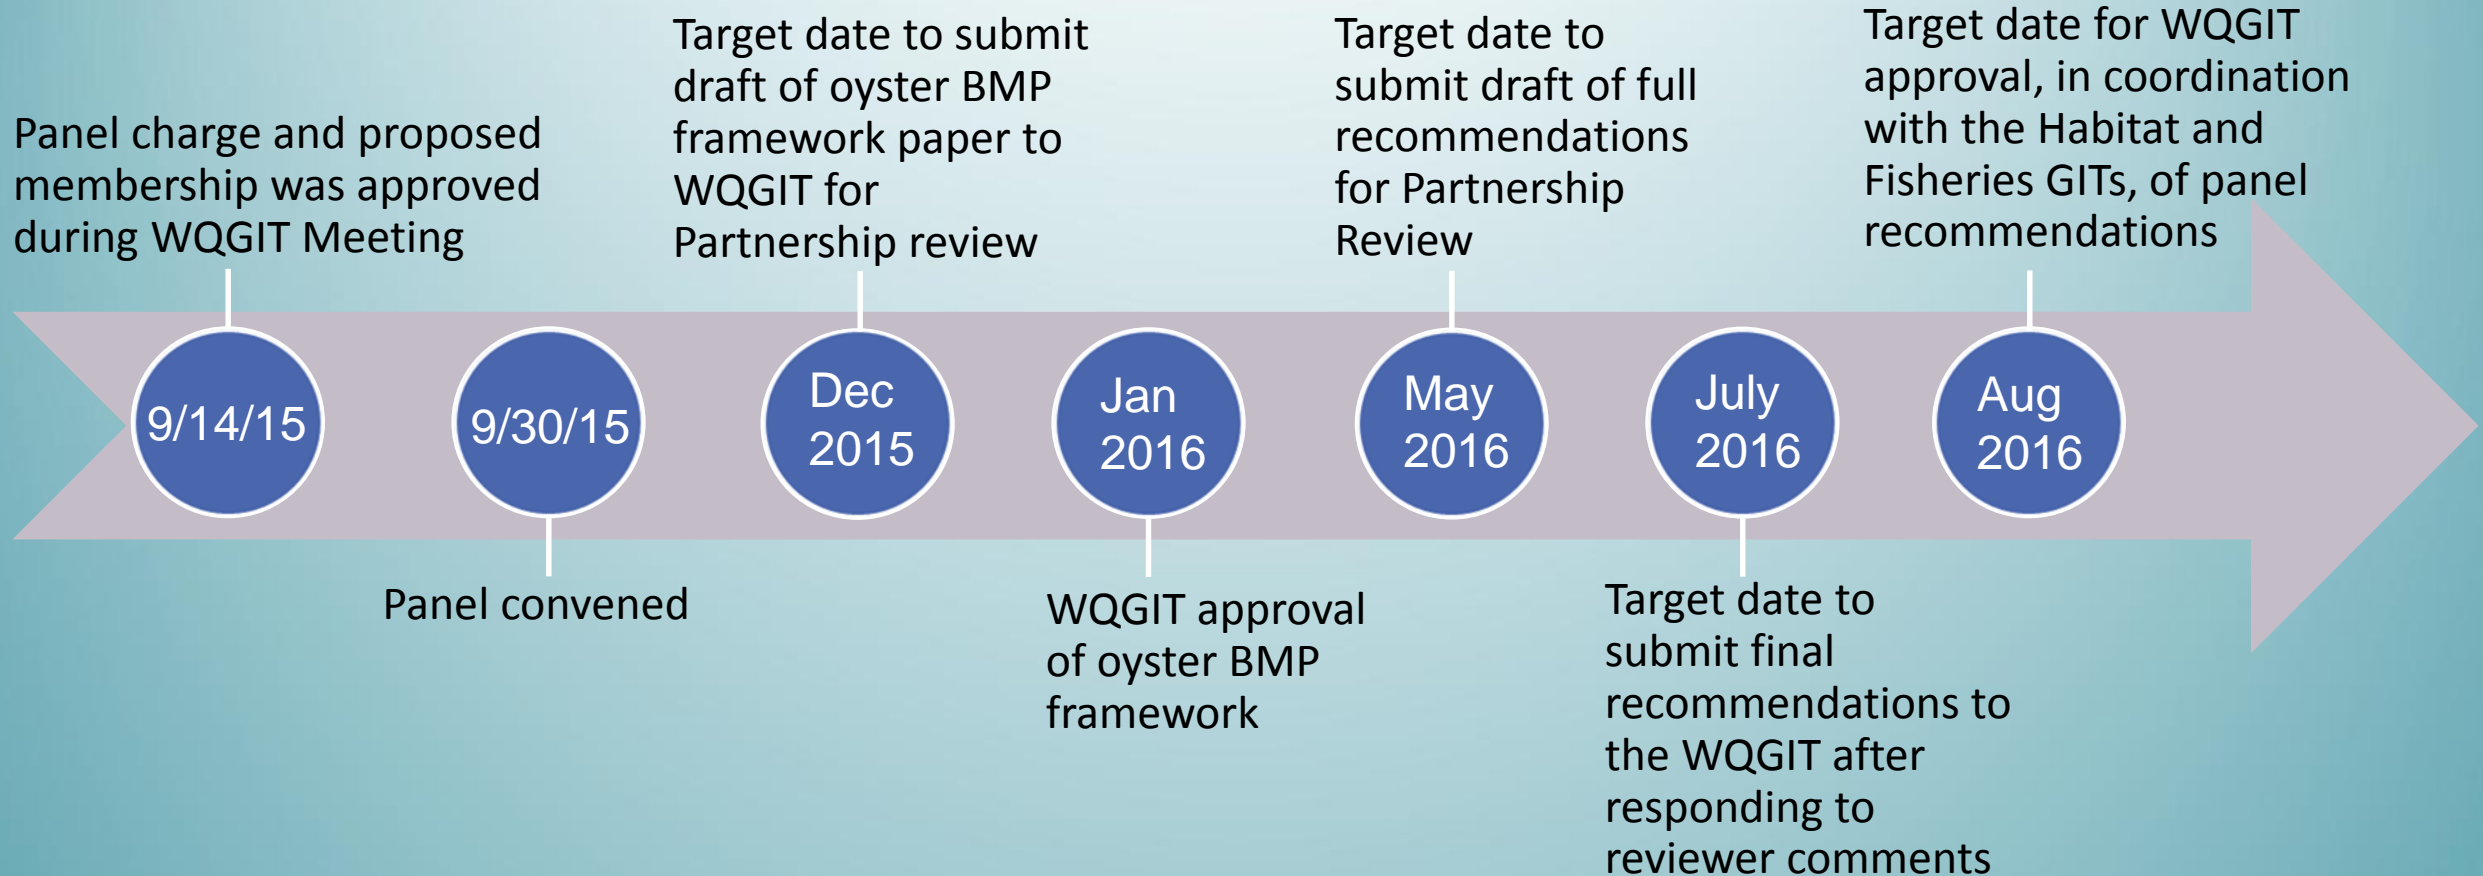 Panel charge and proposed
membership was approved
during WQGIT Meeting
Target date to submit
draft of oyster BMP
framework paper to
WQGIT for
Partnership review
Target date to
submit draft of full
recommendations
for Partnership
Review
Target date for WQGIT
approval, in coordination
with the Habitat and
Fisheries GITs, of panel
recommendations
9/14/15
9/30/15
Dec
2015
Jan
2016
May
2016
July
2016
Aug
2016
Panel convened
WQGIT approval
of oyster BMP
framework
Target date to
submit final
recommendations to
the WQGIT after
responding to
reviewer comments